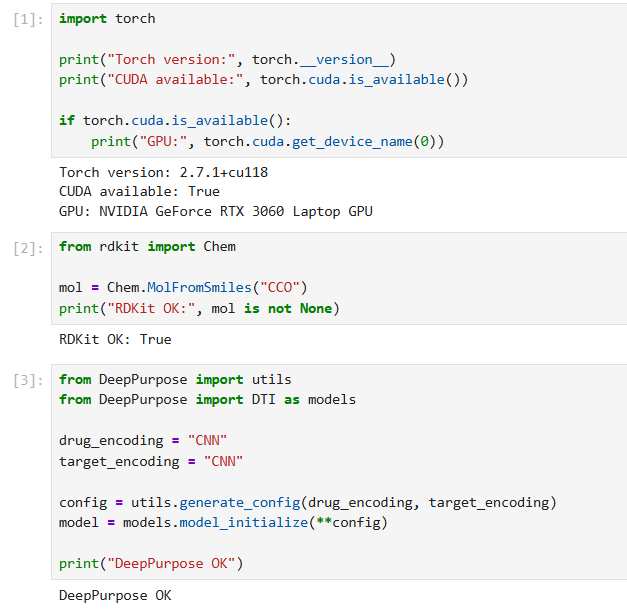 [1]:
import torch
print("Torch version:", torch.__version__)
print("CUDA available:", torch.cuda.is_available())
if torch.cuda.is_available():
    print("GPU:", torch.cuda.get_device_name(0))
Torch version: 2.7.1+cu118
CUDA available: True
GPU: NVIDIA GeForce RTX 3060 Laptop GPU
[2]:
from rdkit import Chem
mol = Chem.MolFromSmiles("CCO")
print("RDKit OK:", mol is not None)
RDKit OK: True
[3]:
from DeepPurpose import utils
from DeepPurpose import DTI as models
drug_encoding = "CNN"
target_encoding = "CNN"
config = utils.generate_config(drug_encoding, target_encoding)
model = models.model_initialize(**config)
print("DeepPurpose OK")
DeepPurpose OK